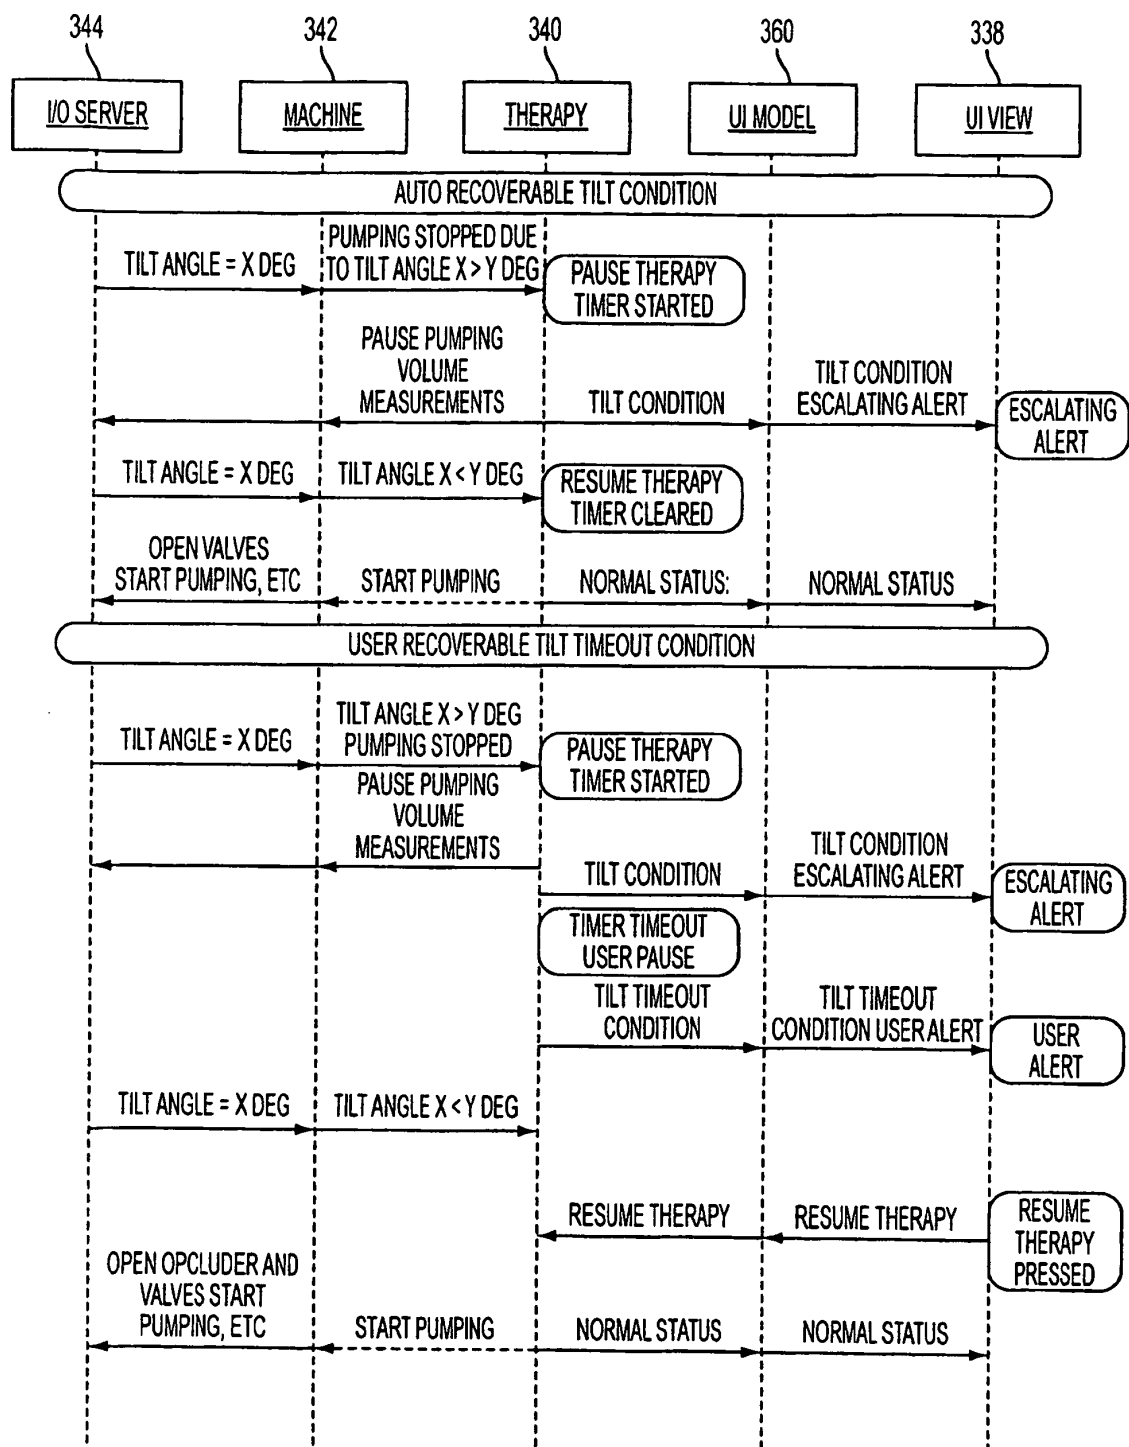 344
342
340
360
338
I/O SERVER
MACHINE
THERAPY
UI MODEL
UI VIEW
AUTO RECOVERABLE TILT CONDITION
TILT ANGLE = X DEG
PUMPING STOPPED DUE
TO TILT ANGLE X > Y DEG
PAUSE THERAPY
TIMER STARTED
PAUSE PUMPING
VOLUME
MEASUREMENTS
TILT CONDITION
TILT CONDITION
ESCALATING ALERT
ESCALATING
ALERT
TILT ANGLE = X DEG
TILT ANGLE X < Y DEG
RESUME THERAPY
TIMER CLEARED
OPEN VALVES
START PUMPING, ETC
START PUMPING
NORMAL STATUS:
NORMAL STATUS
USER RECOVERABLE TILT TIMEOUT CONDITION
TILT ANGLE = X DEG
TILT ANGLE X > Y DEG
PUMPING STOPPED
PAUSE THERAPY
TIMER STARTED
PAUSE PUMPING
VOLUME
MEASUREMENTS
TILT CONDITION
TILT CONDITION
ESCALATING ALERT
ESCALATING
ALERT
TIMER TIMEOUT
USER PAUSE
TILT TIMEOUT
CONDITION
TILT TIMEOUT
CONDITION USER ALERT
USER
ALERT
TILT ANGLE = X DEG
TILT ANGLE X < Y DEG
RESUME THERAPY
RESUME THERAPY
RESUME
THERAPY
PRESSED
OPEN OPCLUDER AND
VALVES START
PUMPING, ETC
START PUMPING
NORMAL STATUS
NORMAL STATUS